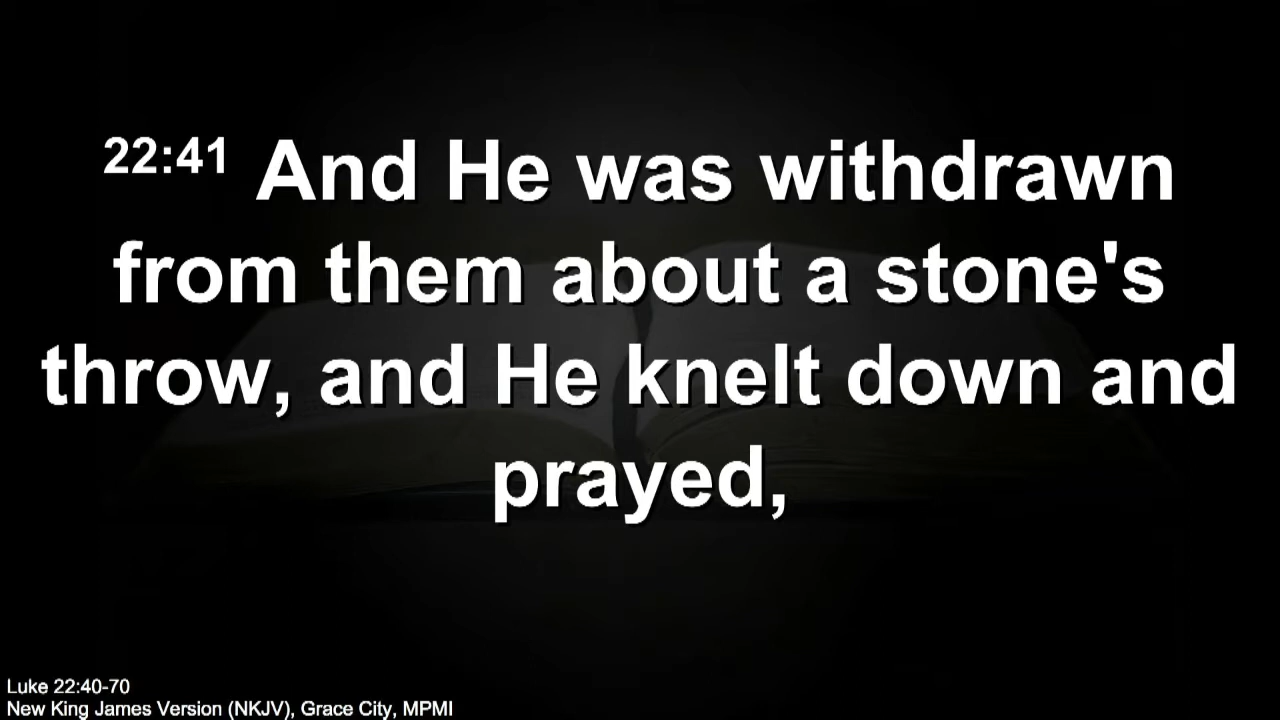 22:41 And He was withdrawn
from them about a stone's
throw, and He knelt down and
prayed,
Luke 22:40-70
New King James Version (NKJV), Grace City, MPMI